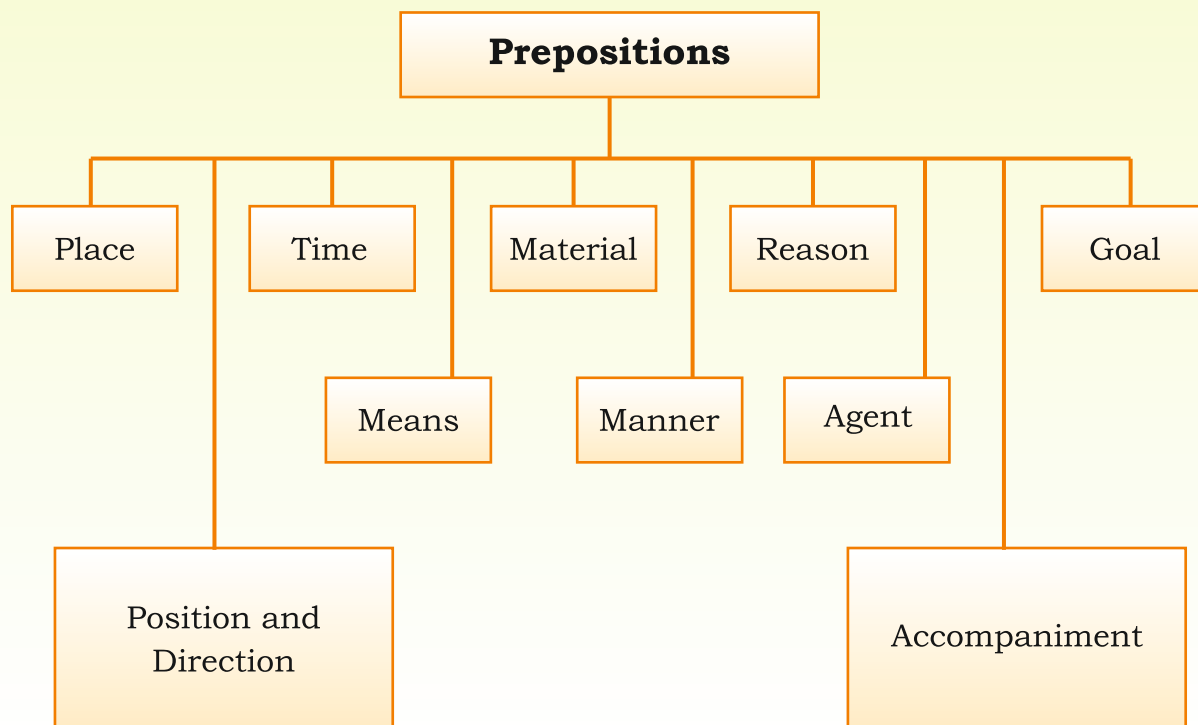 Prepositions
Place
Time
Material
Reason
Goal
Means
Manner
Agent
Position and
Direction
Accompaniment